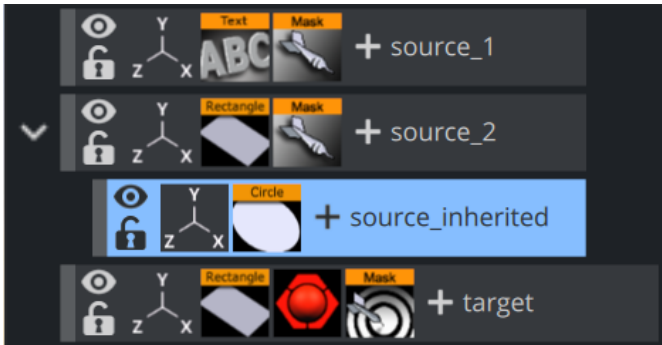 Y Z X Text ABC Mask + source_1
Y Z X Rectangle Mask + source_2
Y Z X Circle + source_inherited
Y Z X Rectangle Mask + target